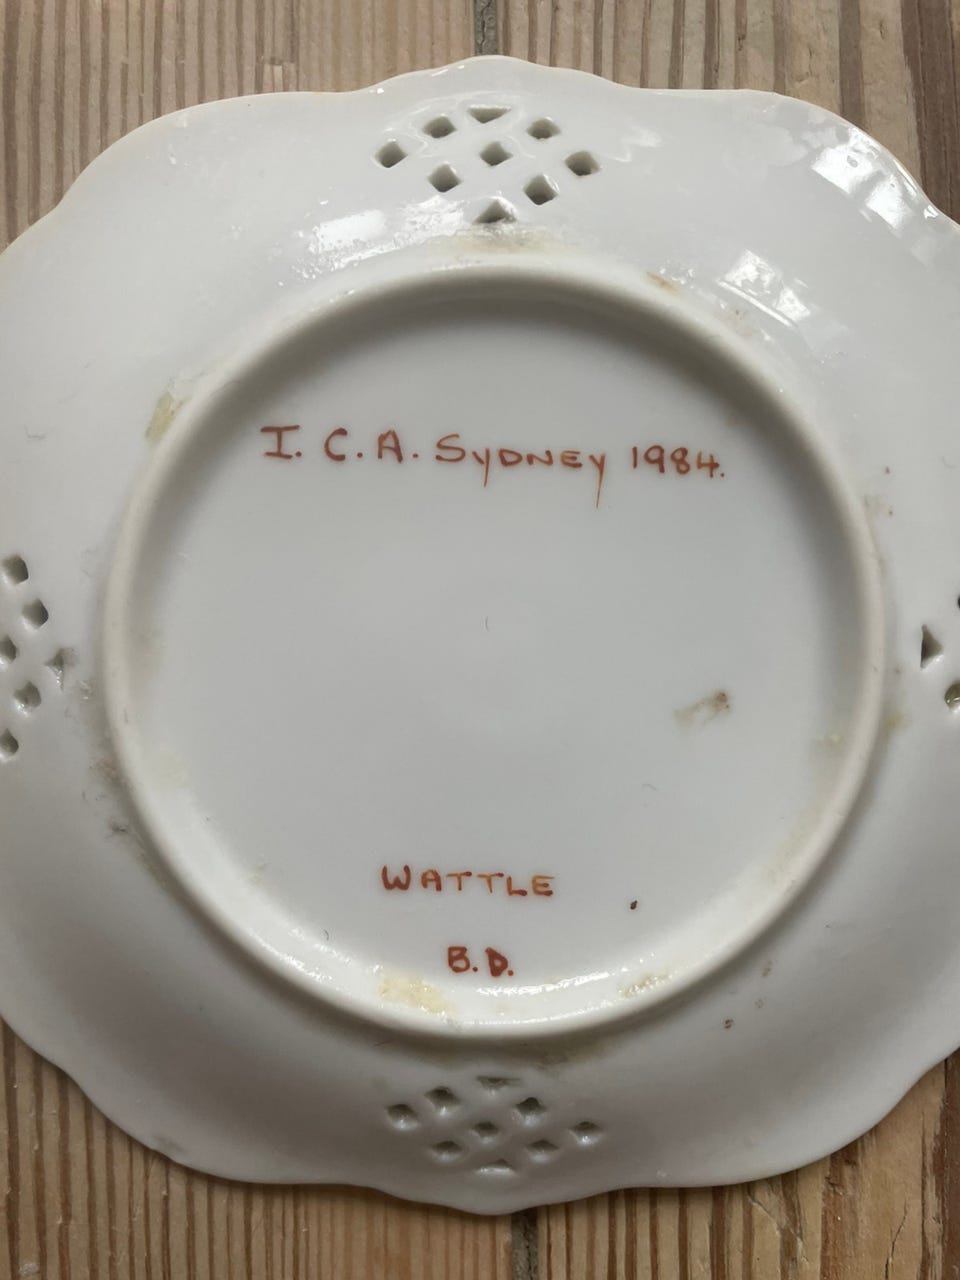 I. C. A. SyDNEy 1984.
WATTLE
B.D.